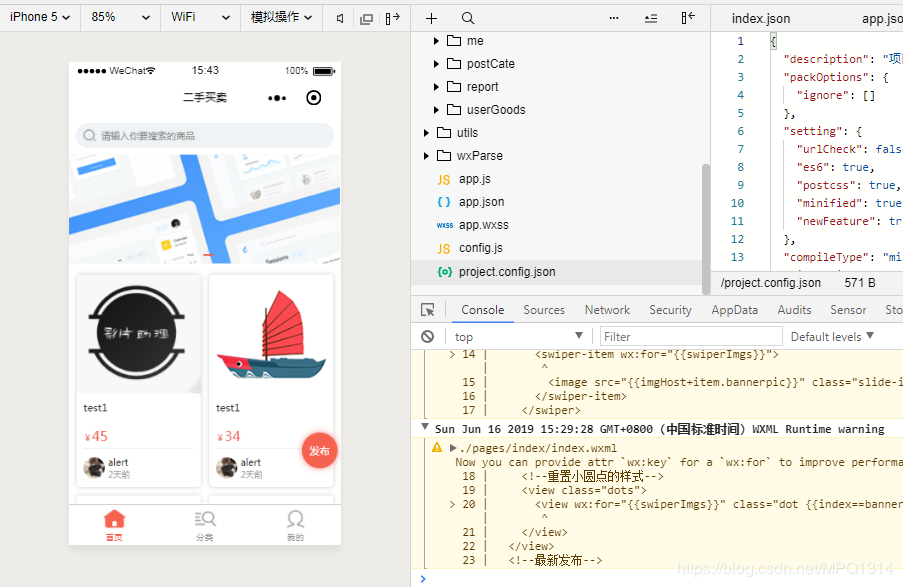 iPhone 5 85% WiFi 模拟操作
WeChat 15:43 100%
二手买卖
请输入你要搜索的商品
Sessions
影片助理
test1
¥45
alert
2天前
test1
¥34
alert
2天前
发布
首页 分类 我的
me
postCate
report
userGoods
utils
wxParse
JS app.js
{ } app.json
wxss app.wxss
JS config.js
{o} project.config.json
index.json app.jso
1 {
2 "description": "项
3 "packOptions": {
4 "ignore": []
5 },
6 "setting": {
7 "urlCheck": fals
8 "es6": true,
9 "postcss": true,
10 "minified": true
11 "newFeature": tr
12 },
13 "compileType": "mi
/project.config.json 571 B
Console Sources Network Security AppData Audits Sensor Sto
top Filter Default levels
> 14 | <swiper-item wx:for="{{swiperImgs}}">
| ^
15 | <image src="{{imgHost+item.bannerpic}}" class="slide-i
16 | </swiper-item>
17 | </swiper>
Sun Jun 16 2019 15:29:28 GMT+0800 (中国标准时间) WXML Runtime warning
./pages/index/index.wxml
Now you can provide attr `wx:key` for a `wx:for` to improve performa
18 | <!--重置小圆点的样式-->
19 | <view class="dots">
> 20 | <view wx:for="{{swiperImgs}}" class="dot {{index==banner
| ^
21 | </view>
22 | </view>
23 | <!--最新发布-->
https://blog.csdn.net/MPQ1314